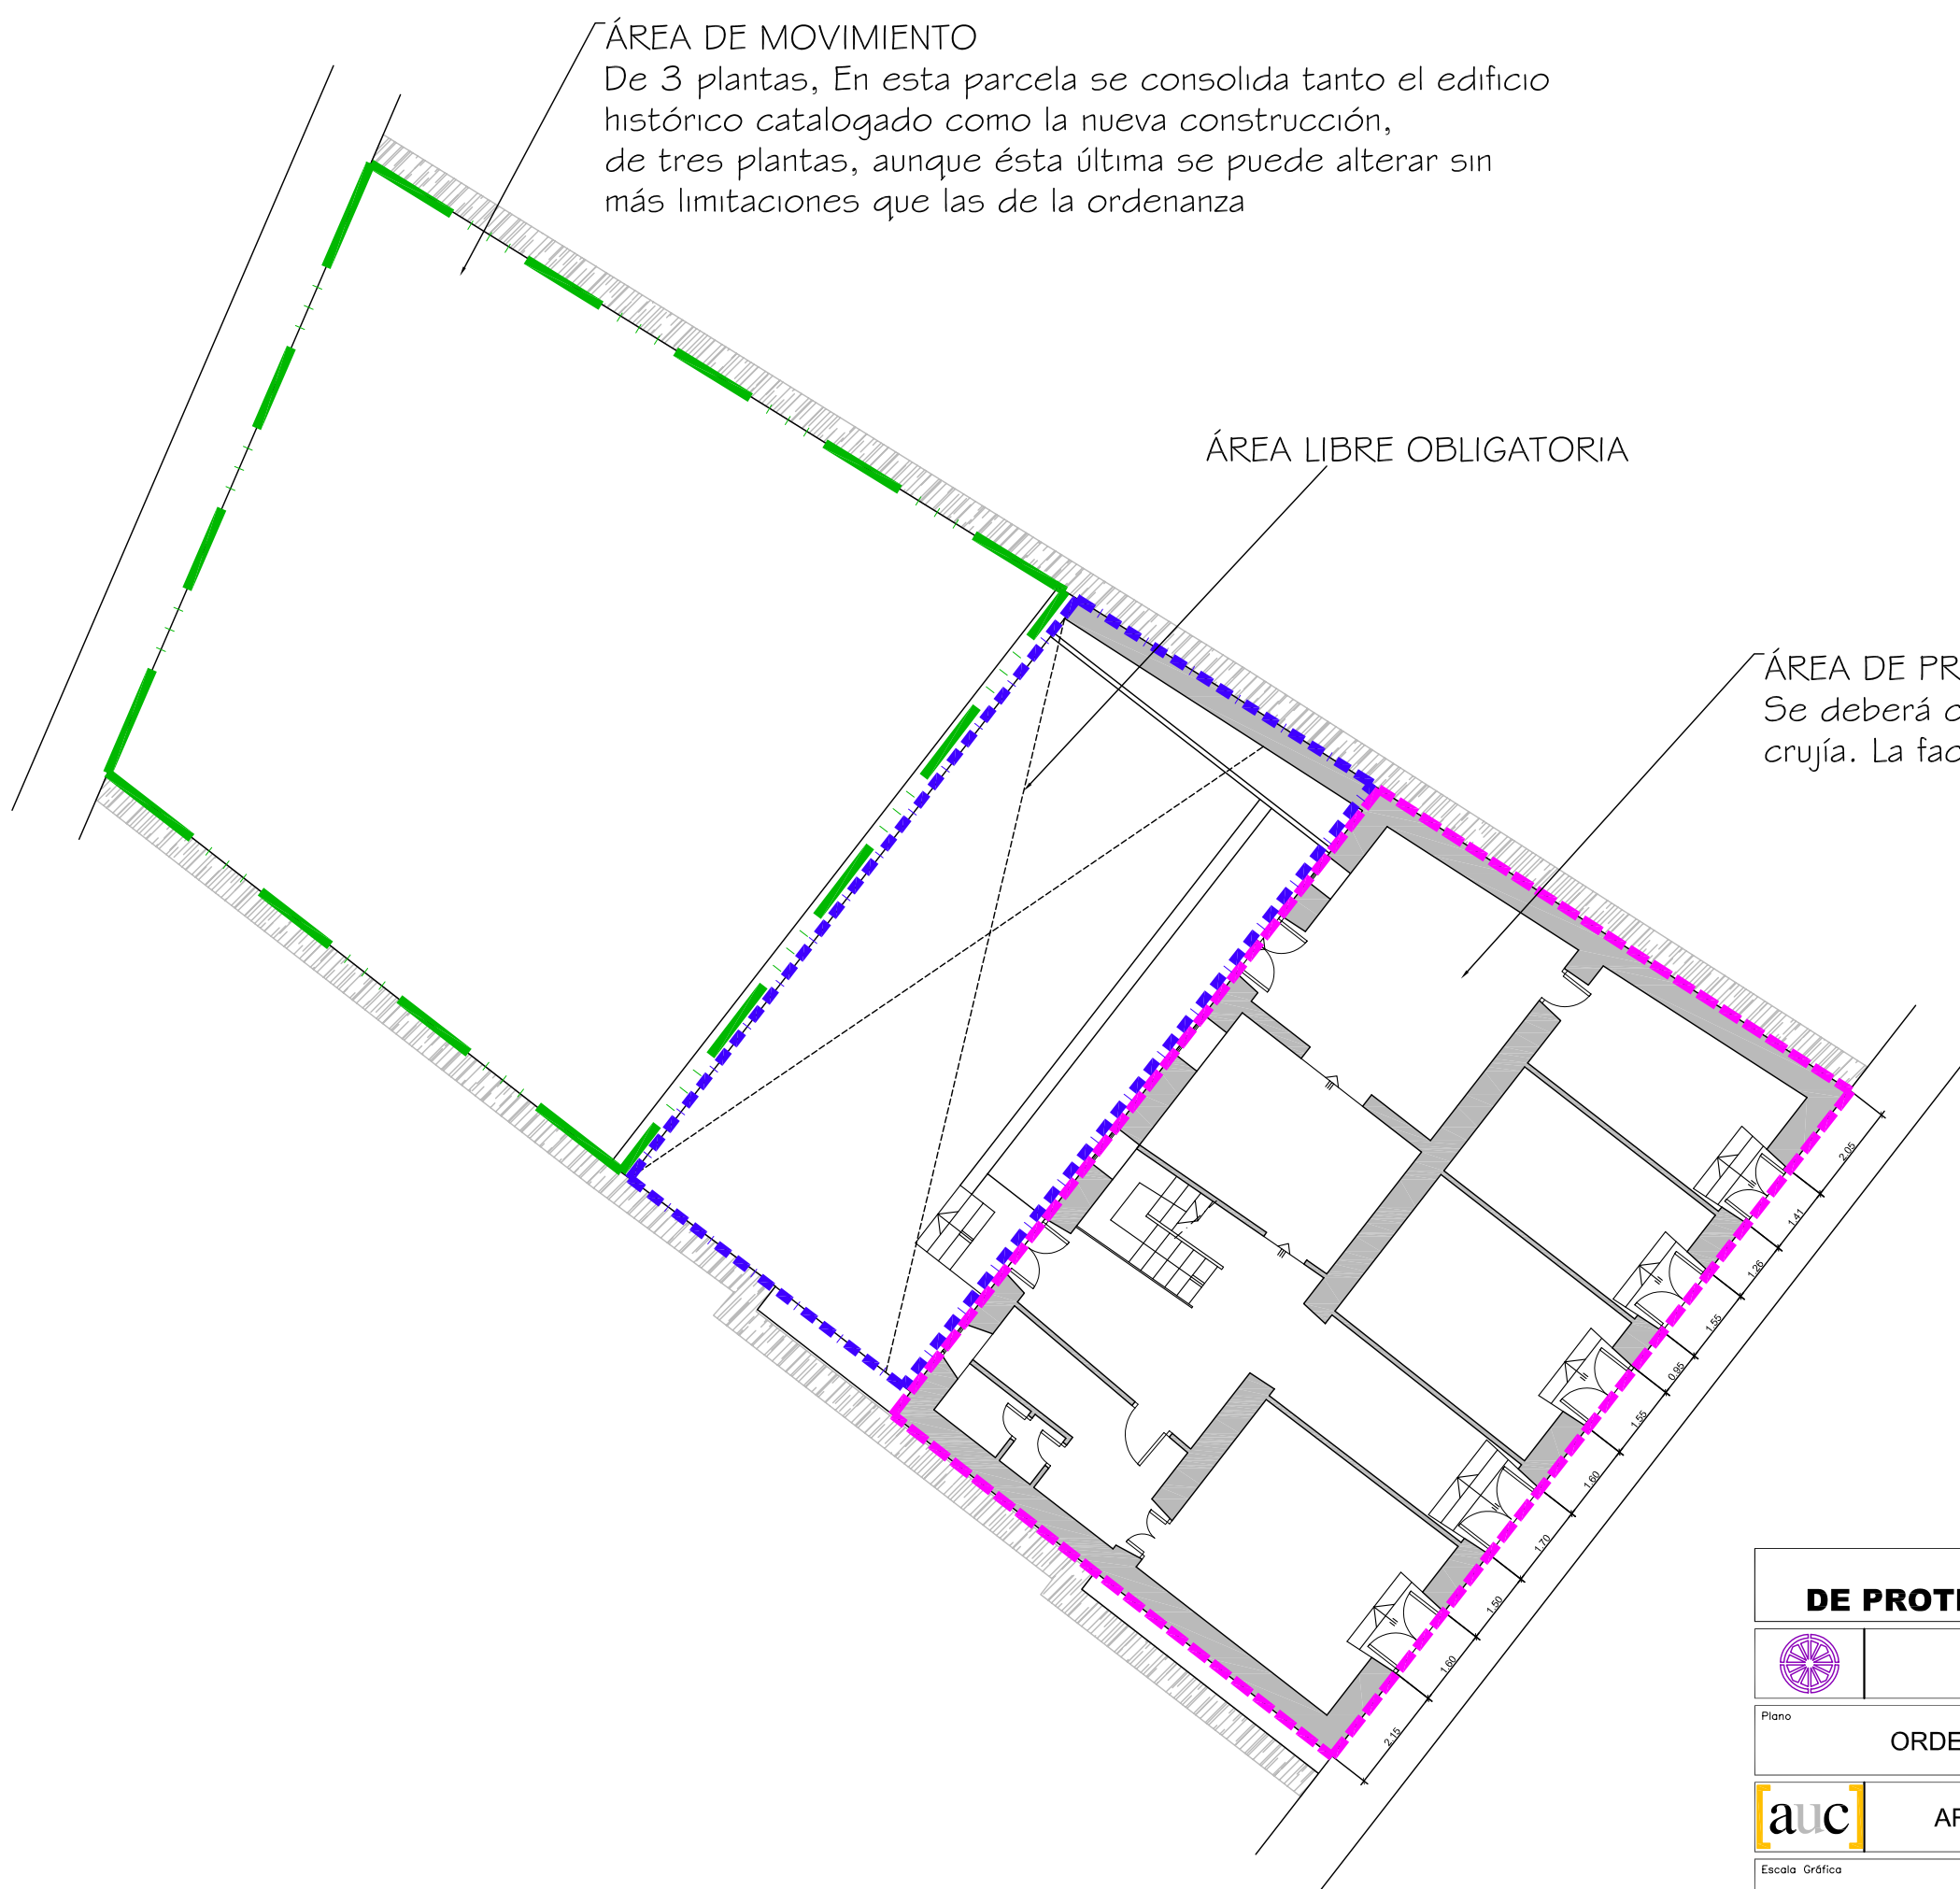 ÁREA DE MOVIMIENTO
De 3 plantas, En esta parcela se consolida tanto el edificio
histórico catalogado como la nueva construcción,
de tres plantas, aunque ésta última se puede alterar sin
más limitaciones que las de la ordenanza
ÁREA LIBRE OBLIGATORIA
ÁREA DE PR
Se deberá c
crujía. La fac
2.05
1.41
1.26
1.55
0.95
1.55
1.60
1.70
1.50
1.60
2.15
DE PROT
Plano
ORDE
[auc]
AR
Escala Gráfica